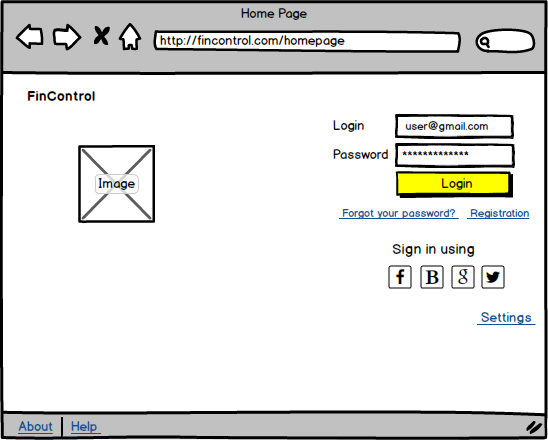 Home Page
http://fincontrol.com/homepage
FinControl
Login user@gmail.com
Password *************
Image
Login
Forgot your password? Registration
Sign in using
f B g
Settings
About Help